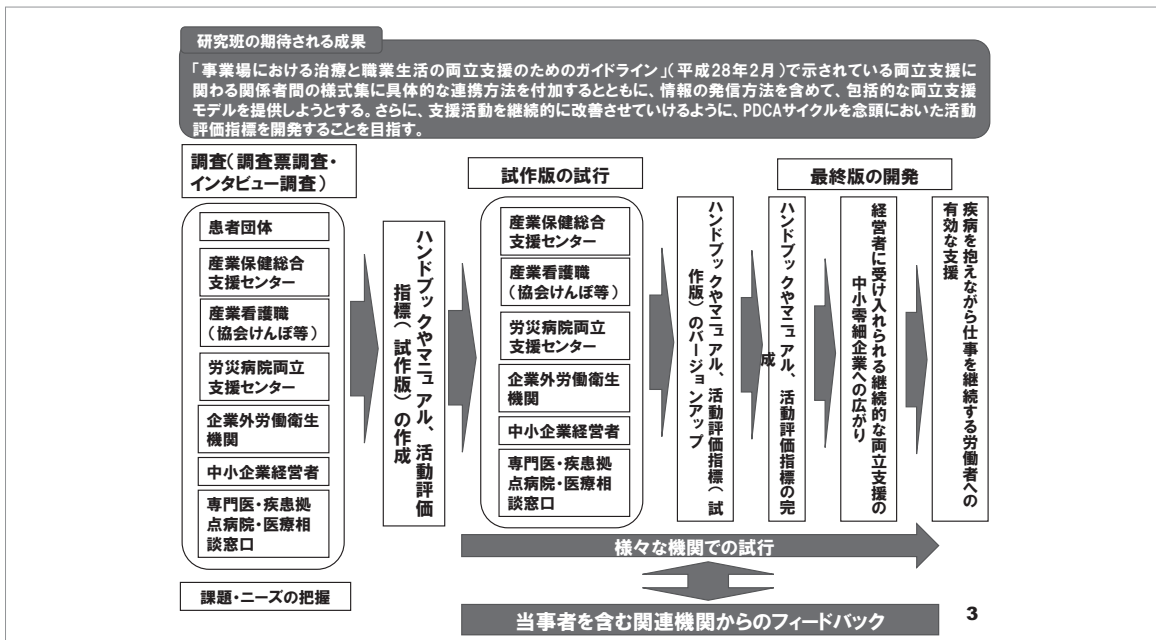 研究班の期待される成果
「事業場における治療と職業生活の両立支援のためのガイドライン」(平成28年2月)で示されている両立支援に
関わる関係者間の様式集に具体的な連携方法を付加するとともに、情報の発信方法を含めて、包括的な両立支援
モデルを提供しようとする。さらに、支援活動を継続的に改善させていけるように、PDCAサイクルを念頭においた活動
評価指標を開発することを目指す。
調査(調査票調査・
インタビュー調査)
患者団体
産業保健総合
支援センター
産業看護職
(協会けんぽ等)
労災病院両立
支援センター
企業外労働衛生
機関
中小企業経営者
専門医・疾患拠
点病院・医療相
談窓口
課題・ニーズの把握
ハンドブックやマニュアル、活動評価
指標(試作版)の作成
試作版の試行
産業保健総合
支援センター
産業看護職
(協会けんぽ等)
労災病院両立
支援センター
企業外労働衛生
機関
中小企業経営者
専門医・疾患拠
点病院・医療相
談窓口
ハンドブックやマニュアル、活動評価指標(試
作版)のバージョンアップ
最終版の開発
ハンドブックやマニュアル、活動評価指標の完
成
経営者に受け入れられる継続的な両立支援の
中小零細企業への広がり
疾病を抱えながら仕事を継続する労働者への
有効な支援
様々な機関での試行
当事者を含む関連機関からのフィードバック
3